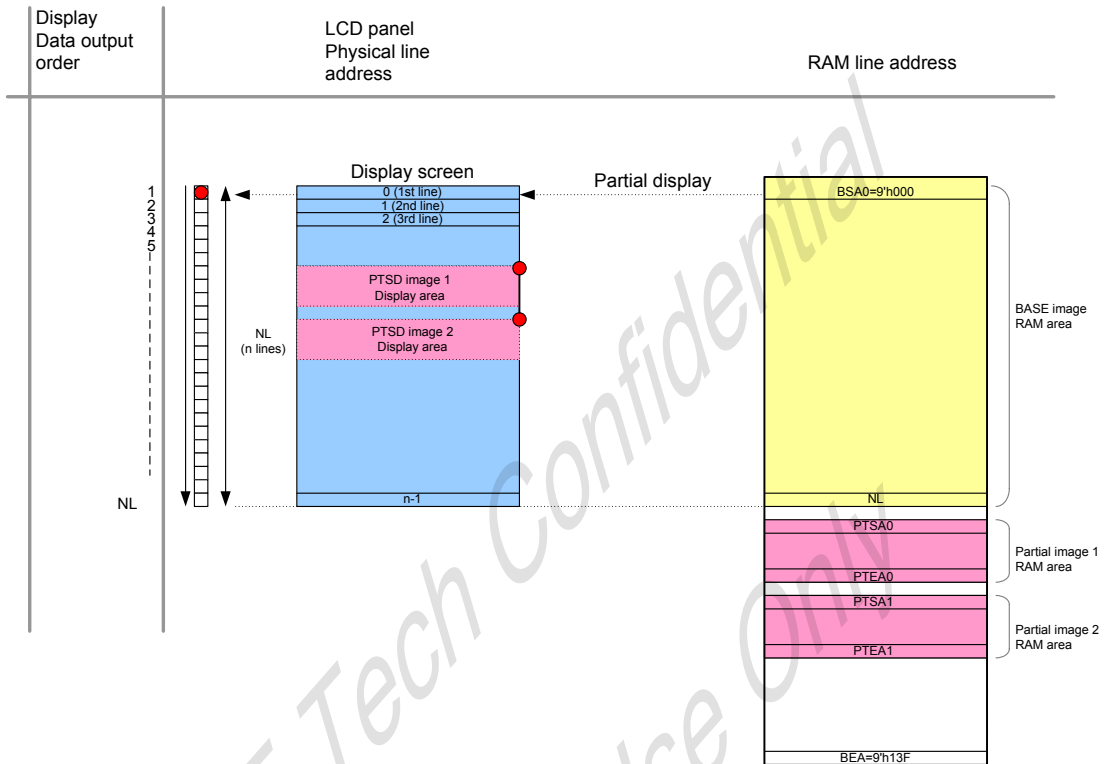 Display
Data output
order
LCD panel
Physical line
address
RAM line address
Display screen
Partial display
1
2
3
4
5
NL
NL
(n lines)
0 (1st line)
1 (2nd line)
2 (3rd line)
PTSD image 1
Display area
PTSD image 2
Display area
n-1
BSA0=9'h000
BASE image
RAM area
NL
PTSA0
PTEA0
Partial image 1
RAM area
PTSA1
PTEA1
Partial image 2
RAM area
BEA=9'h13F
Tech Confidential
Only